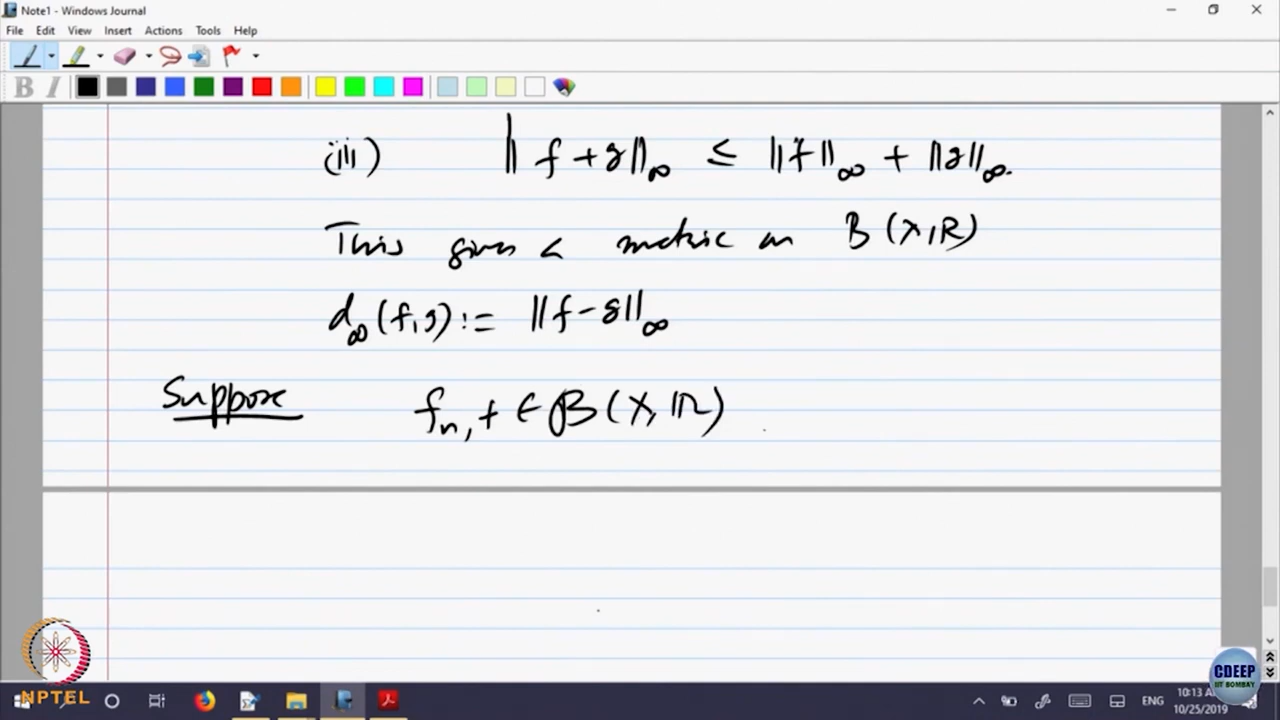 Note1 - Windows Journal
File Edit View Insert Actions Tools Help
B I
(iii) ‖f + g‖∞ ≤ ‖f‖∞ + ‖g‖∞.
This gives a metric on B(X,R)
d∞(f,g) := ‖f - g‖∞
Suppose fn, f ∈ B(X, ℝ)
NPTEL
CDEEP
IIT BOMBAY
ENG
10:13 A
10/25/2019